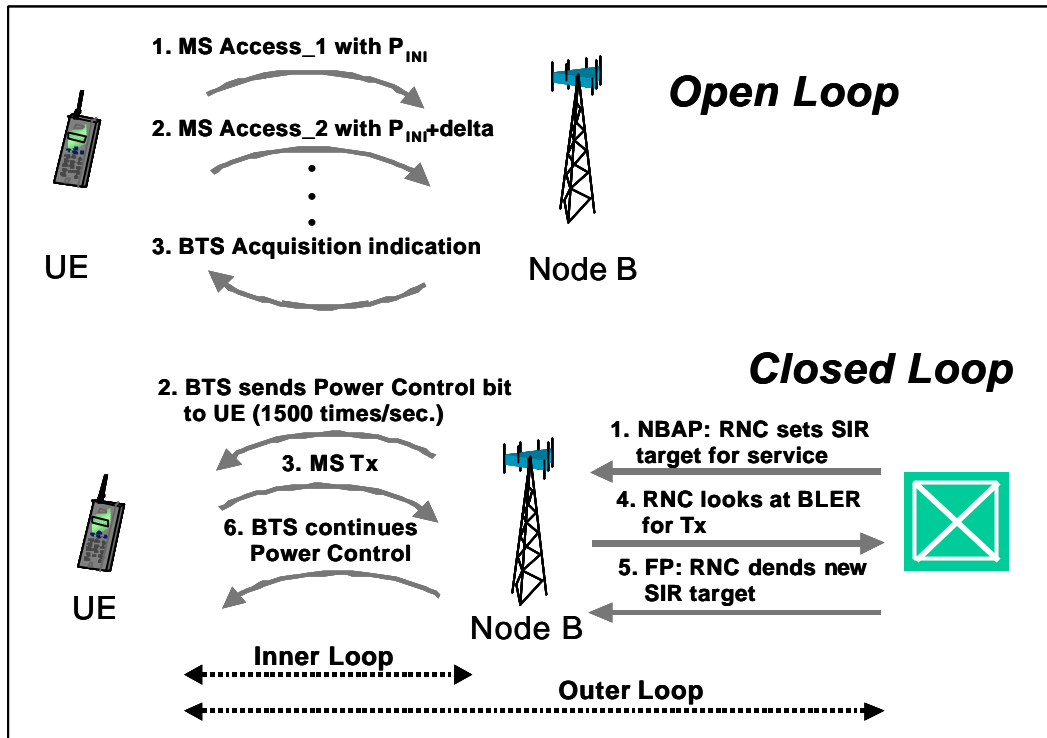 1. MS Access_1 with PINI
Open Loop
2. MS Access_2 with PINI+delta
3. BTS Acquisition indication
UE
Node B
Closed Loop
2. BTS sends Power Control bit
to UE (1500 times/sec.)
1. NBAP: RNC sets SIR
target for service
3. MS Tx
4. RNC looks at BLER
for Tx
6. BTS continues
Power Control
5. FP: RNC dends new
SIR target
UE
Node B
Inner Loop
Outer Loop